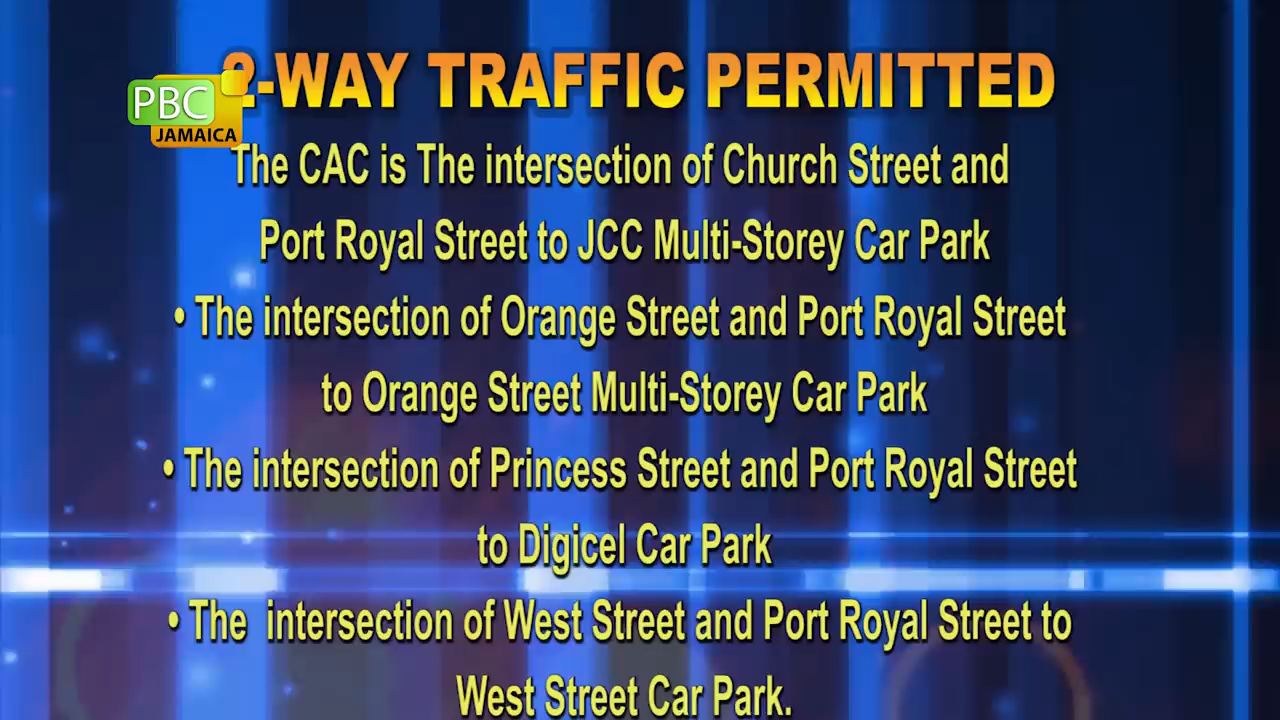 2-WAY TRAFFIC PERMITTED
PBC
JAMAICA
The CAC is The intersection of Church Street and
Port Royal Street to JCC Multi-Storey Car Park
• The intersection of Orange Street and Port Royal Street
to Orange Street Multi-Storey Car Park
• The intersection of Princess Street and Port Royal Street
to Digicel Car Park
• The  intersection of West Street and Port Royal Street to
West Street Car Park.